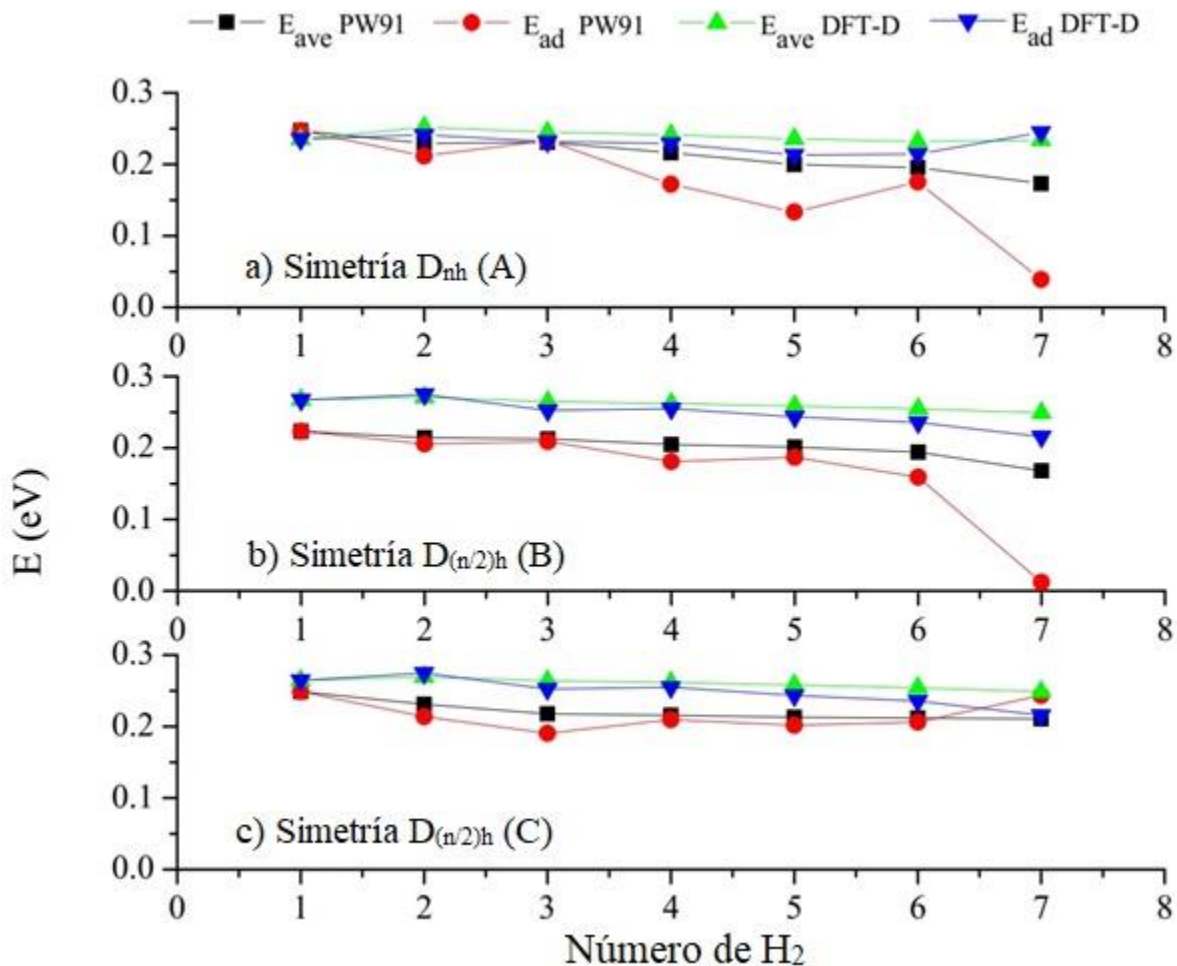 E_ave PW91 E_ad PW91 E_ave DFT-D E_ad DFT-D
E (eV)
0.3
0.2
0.1
0.0
a) Simetría D_nh (A)
0 1 2 3 4 5 6 7 8
0.3
0.2
0.1
0.0
b) Simetría D_(n/2)h (B)
0 1 2 3 4 5 6 7 8
0.3
0.2
0.1
0.0
c) Simetría D_(n/2)h (C)
0 1 2 3 4 5 6 7 8
Número de H₂